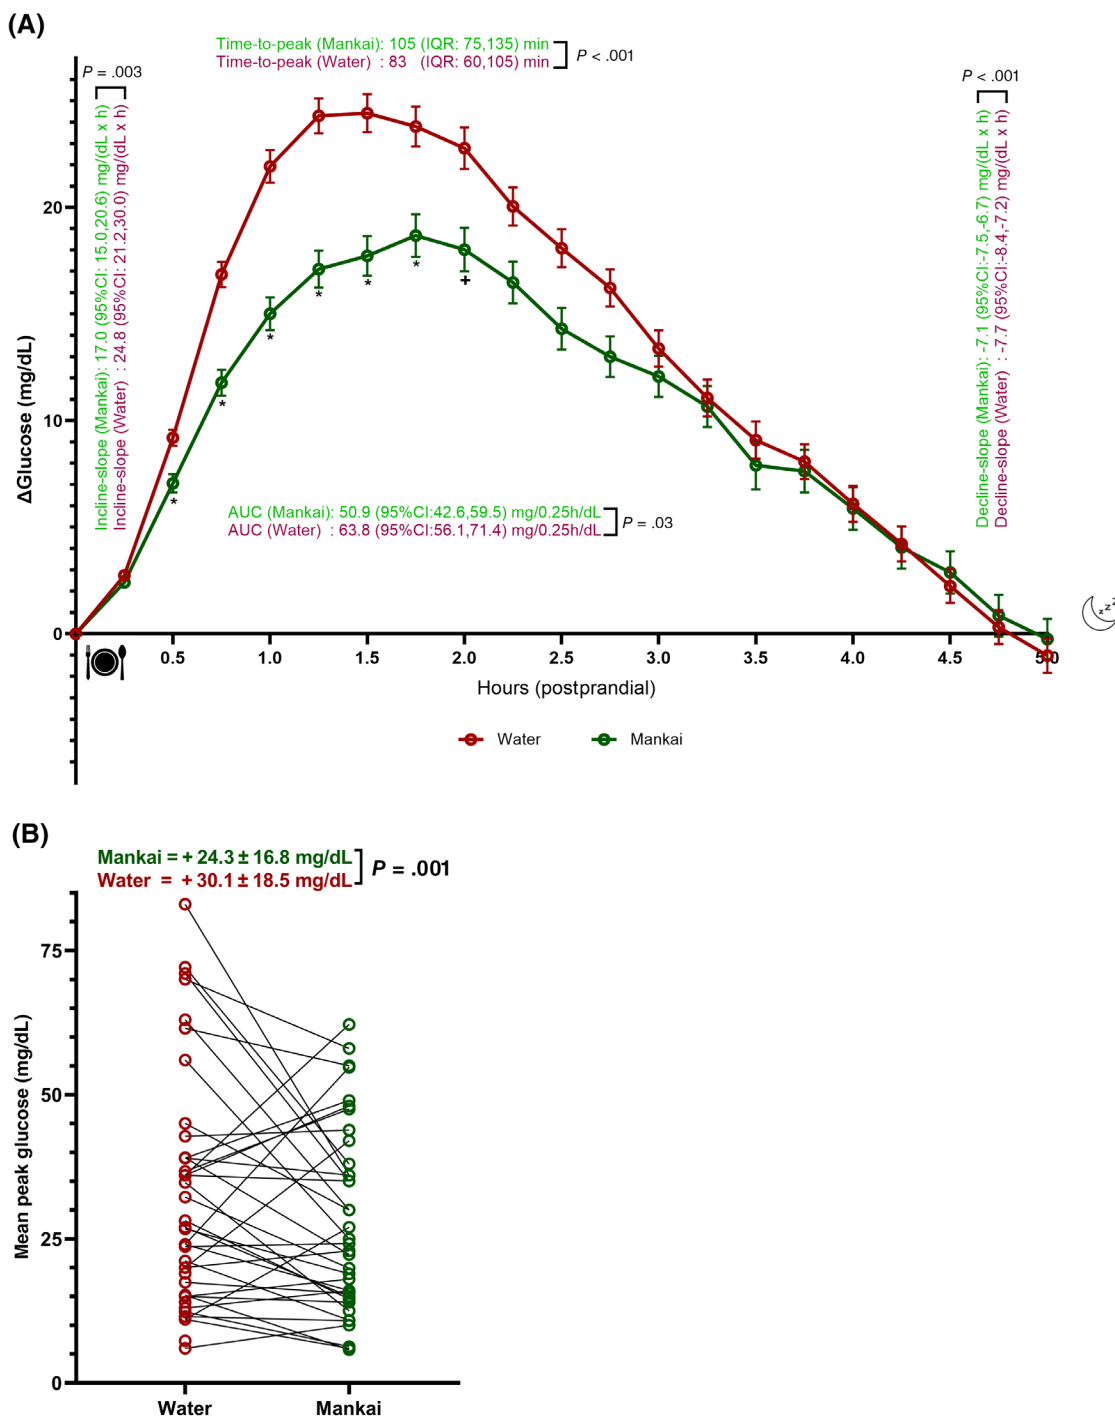 (A)
Time-to-peak (Mankai): 105 (IQR: 75,135) min
Time-to-peak (Water) : 83 (IQR: 60,105) min
P < .001
P = .003
Incline-slope (Mankai): 17.0 (95%CI: 15.0,20.6) mg/(dL x h)
Incline-slope (Water) : 24.8 (95%CI: 21.2,30.0) mg/(dL x h)
P < .001
Decline-slope (Mankai): -7.1 (95%CI:-7.5,-6.7) mg/(dL x h)
Decline-slope (Water) : -7.7 (95%CI:-8.4,-7.2) mg/(dL x h)
ΔGlucose (mg/dL)
20
10
0
* * * * * * +
AUC (Mankai): 50.9 (95%CI:42.6,59.5) mg/0.25h/dL
AUC (Water) : 63.8 (95%CI:56.1,71.4) mg/0.25h/dL
P = .03
zzz
0.5 1.0 1.5 2.0 2.5 3.0 3.5 4.0 4.5 5.0
Hours (postprandial)
Water Mankai
(B)
Mankai = + 24.3 ± 16.8 mg/dL
Water = + 30.1 ± 18.5 mg/dL
P = .001
Mean peak glucose (mg/dL)
75
50
25
0
Water Mankai